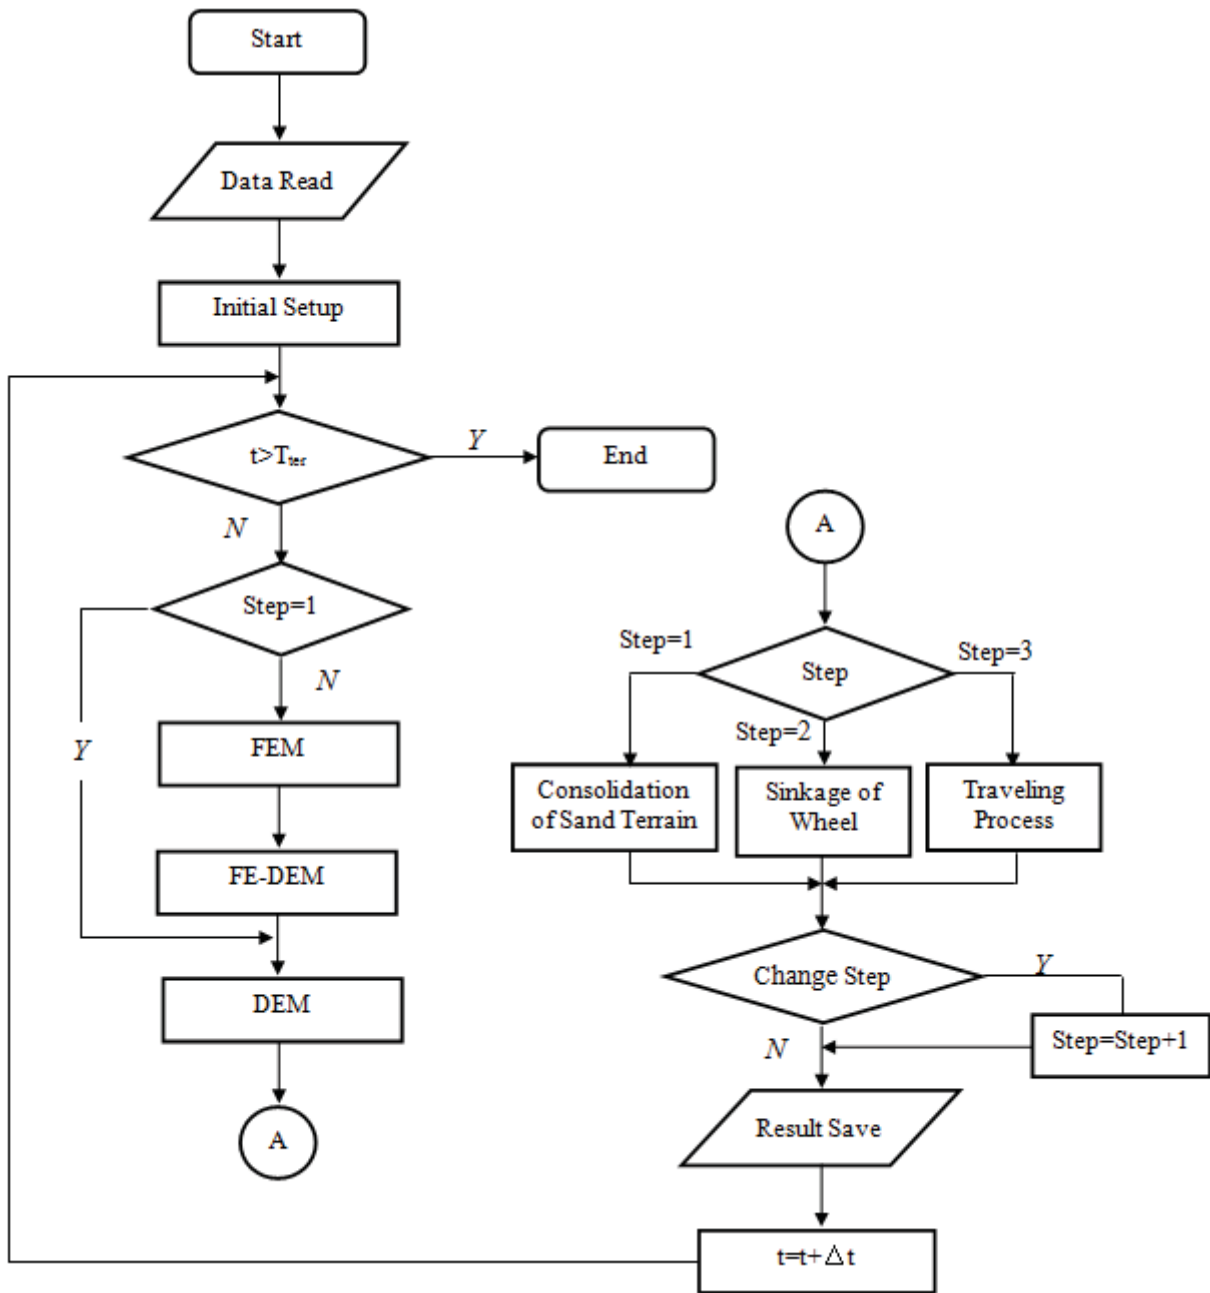 Start
Data Read
Initial Setup
t>Tter
Y
End
N
Step=1
N
Y
FEM
FE-DEM
DEM
A
A
Step
Step=1
Step=2
Step=3
Consolidation
of Sand Terrain
Sinkage of
Wheel
Traveling
Process
Change Step
Y
Step=Step+1
N
Result Save
t=t+△t